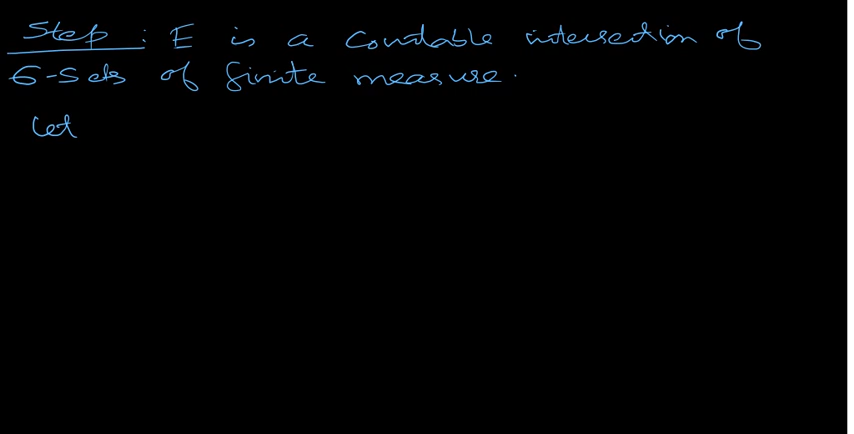 Step : E is a countable intersection of
G-Sets of finite measure.
Let